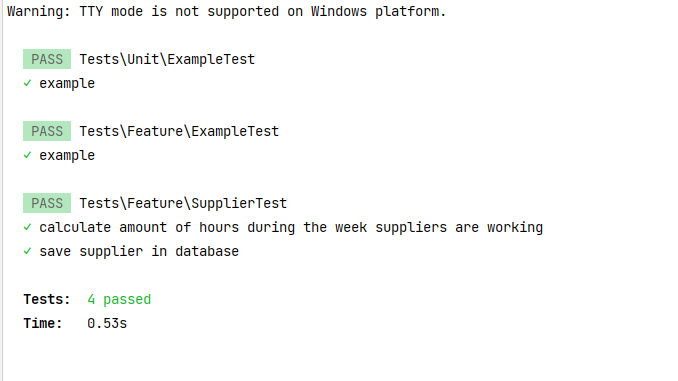 Warning: TTY mode is not supported on Windows platform.
PASS Tests\Unit\ExampleTest
✓ example
PASS Tests\Feature\ExampleTest
✓ example
PASS Tests\Feature\SupplierTest
✓ calculate amount of hours during the week suppliers are working
✓ save supplier in database
Tests: 4 passed
Time: 0.53s